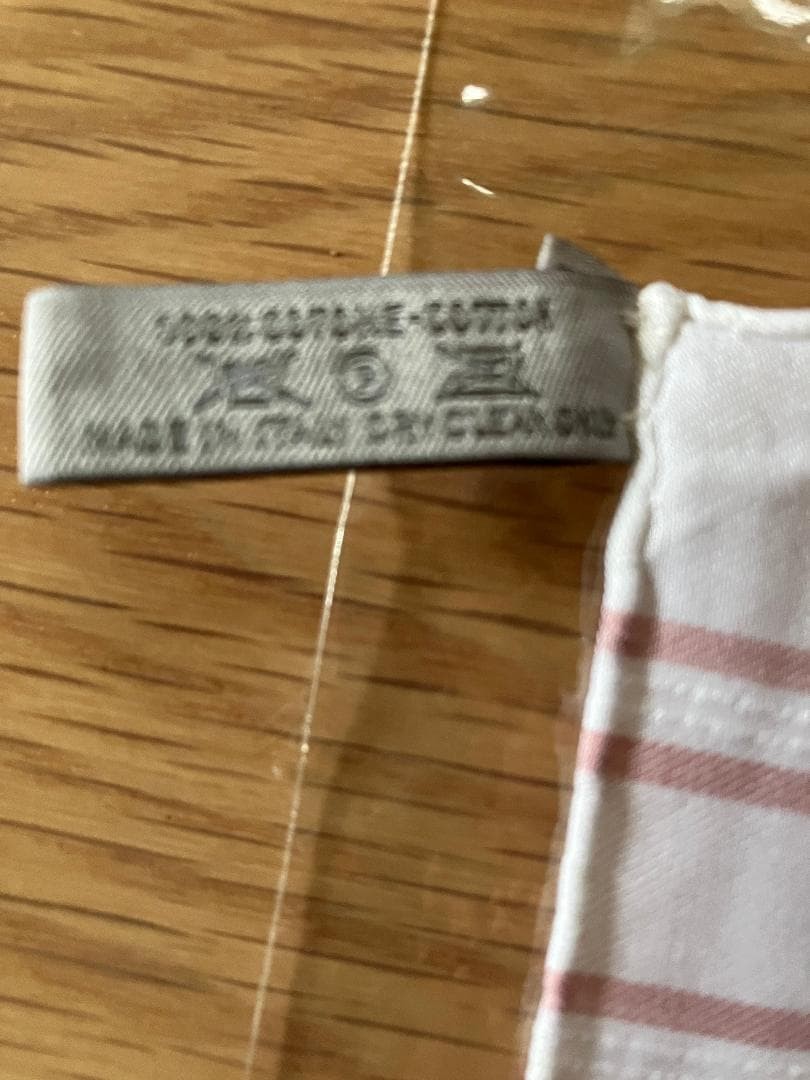 100% COTONE-COTTON
P
MADE IN ITALY DRY CLEAN ONLY